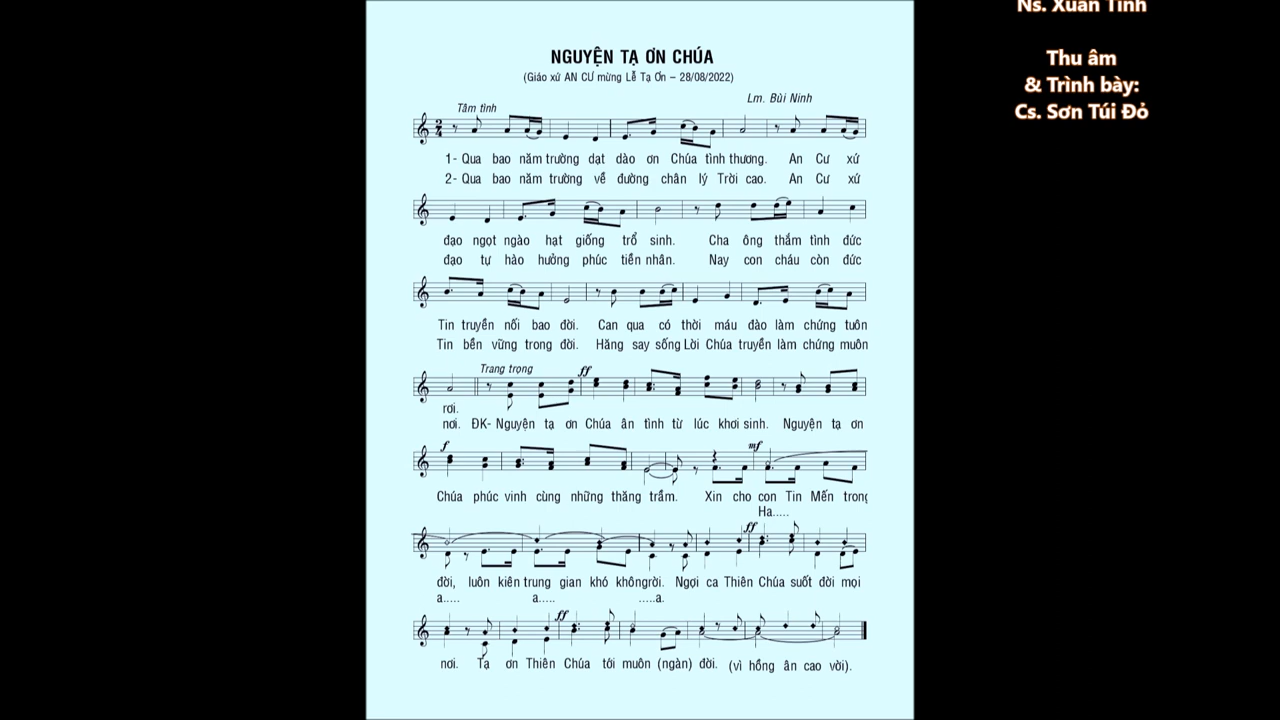 NGUYỆN TẠ ƠN CHÚA
(Giáo xứ AN CƯ mừng Lễ Tạ Ơn – 28/08/2022)
Lm. Bùi Ninh
Tâm tình
2
4
1- Qua bao năm trường dạt dào ơn Chúa tình thương. An Cư xứ
2- Qua bao năm trường về đường chân lý Trời cao. An Cư xứ
đạo ngọt ngào hạt giống trổ sinh. Cha ông thắm tình đức
đạo tự hào hưởng phúc tiền nhân. Nay con cháu còn đức
Tin truyền nối bao đời. Can qua có thời máu đào làm chứng tuôn
Tin bền vững trong đời. Hăng say sống Lời Chúa truyền làm chứng muôn
Trang trọng ff
rơi.
nơi. ĐK- Nguyện tạ ơn Chúa ân tình từ lúc khơi sinh. Nguyện tạ ơn
f mf
Chúa phúc vinh cùng những thăng trầm. Xin cho con Tin Mến trong
Ha.....
ff
đời, luôn kiên trung gian khó khôngrời. Ngợi ca Thiên Chúa suốt đời mọi
a..... a..... .....a.
ff
nơi. Tạ ơn Thiên Chúa tới muôn (ngàn) đời. (vì hồng ân cao vời).
Ns. Xuân Tình
Thu âm
& Trình bày:
Cs. Sơn Túi Đỏ